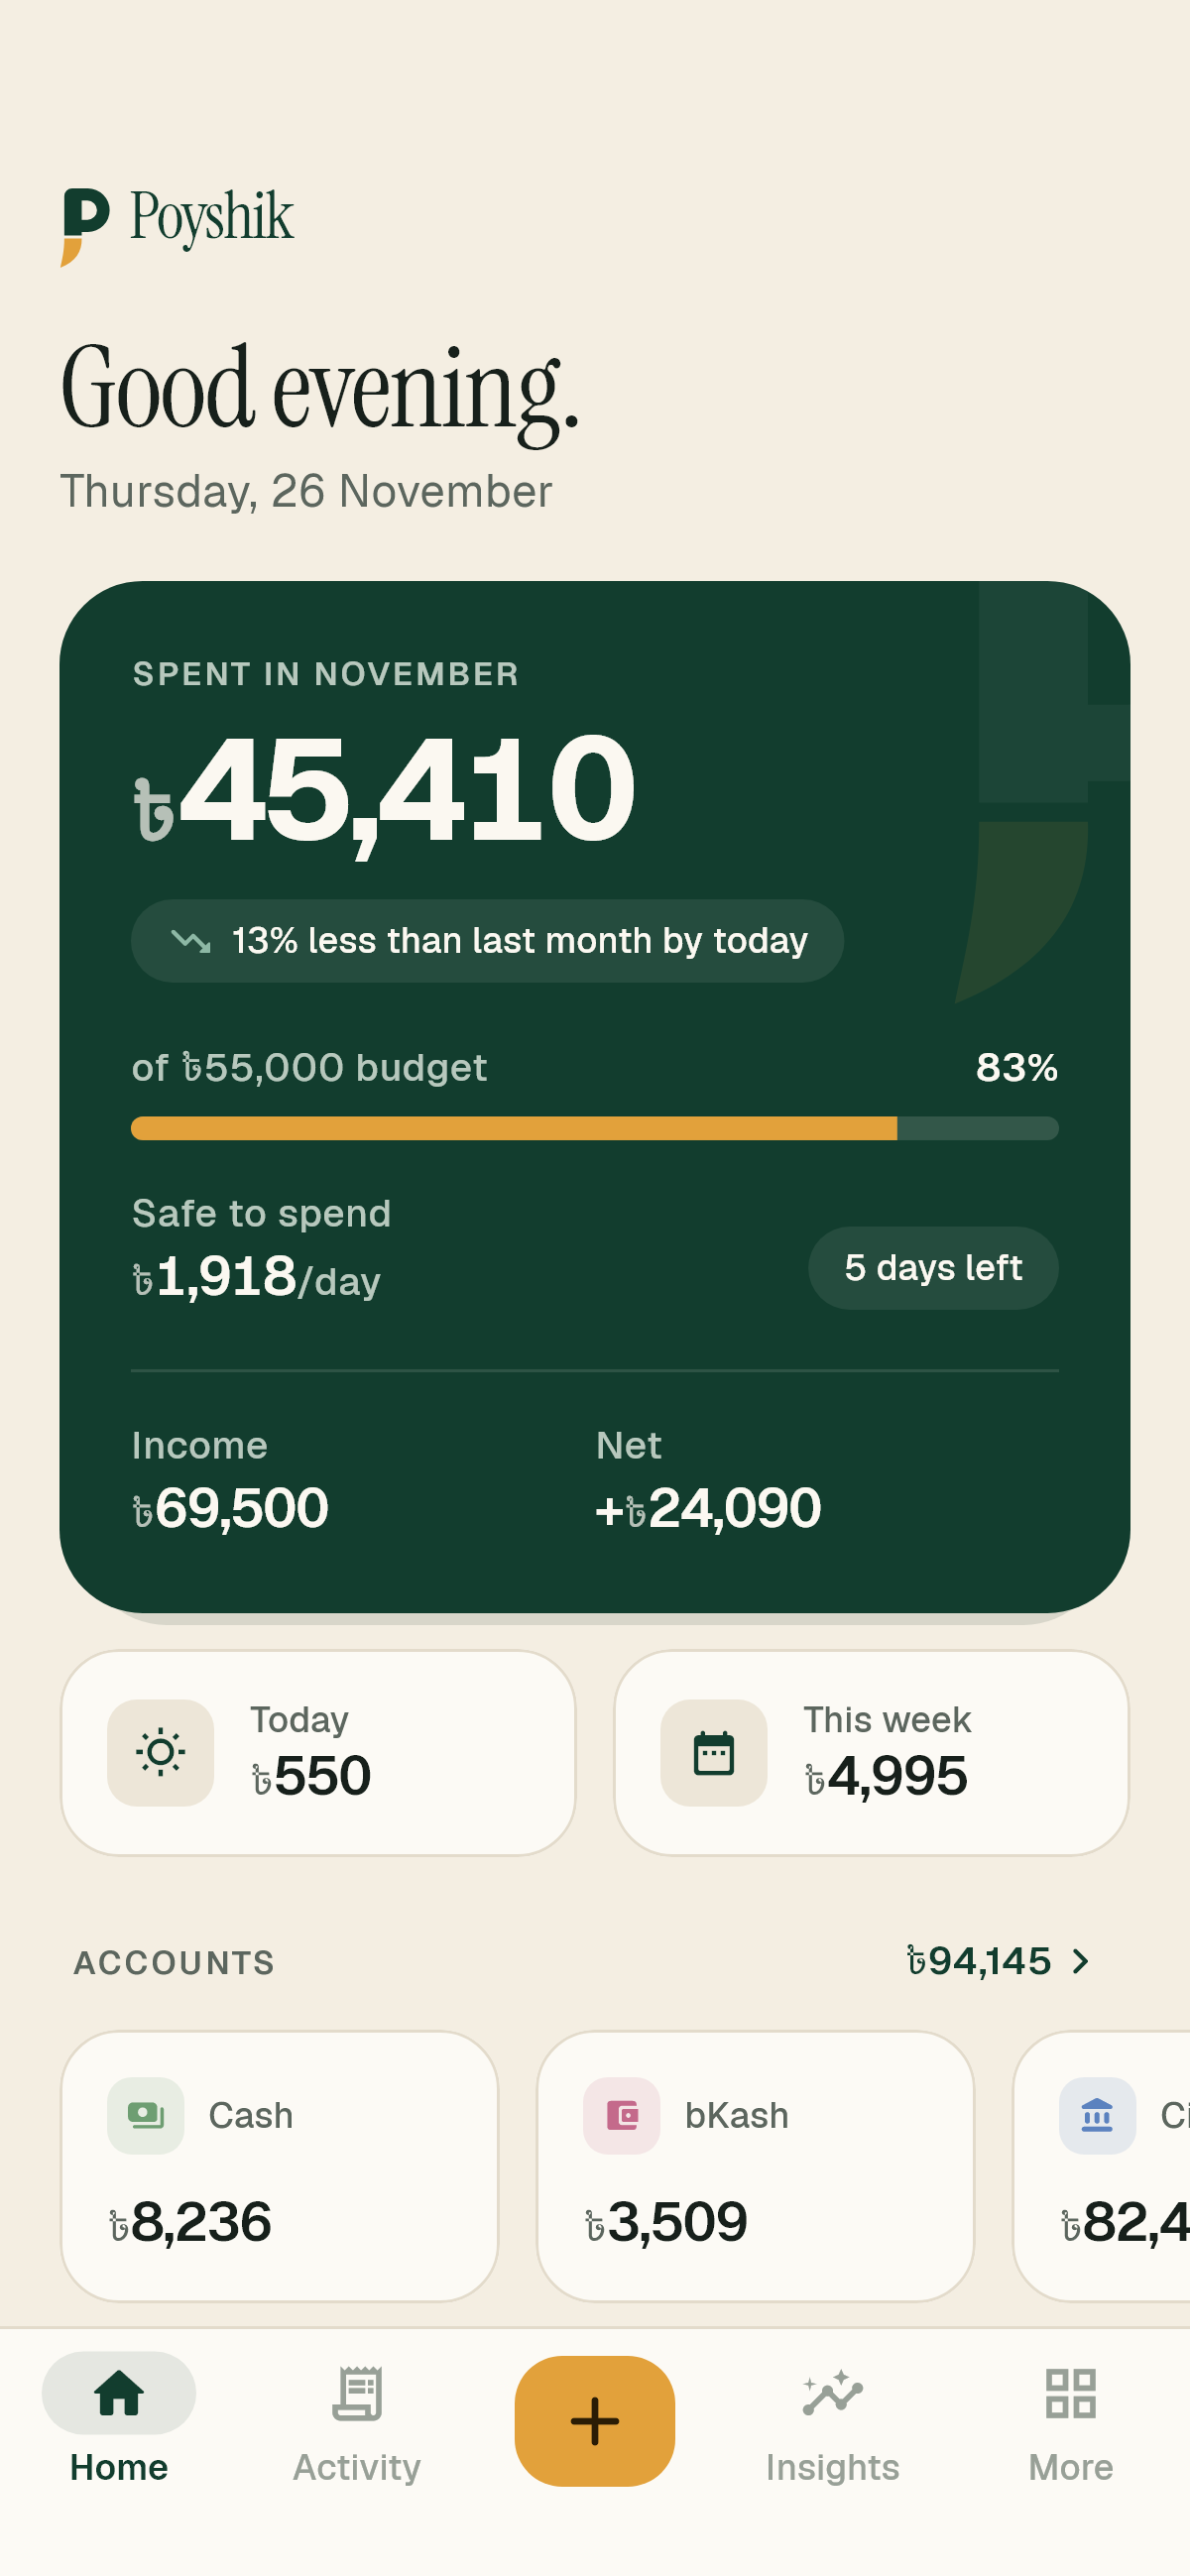 Poyshik
Good evening.
Thursday, 26 November
SPENT IN NOVEMBER
৳45,410
13% less than last month by today
of ৳55,000 budget
83%
Safe to spend
৳1,918/day
5 days left
Income
৳69,500
Net
+৳24,090
Today
৳550
This week
৳4,995
ACCOUNTS
৳94,145
Cash
৳8,236
bKash
৳3,509
Ci
৳82,4
Home
Activity
Insights
More